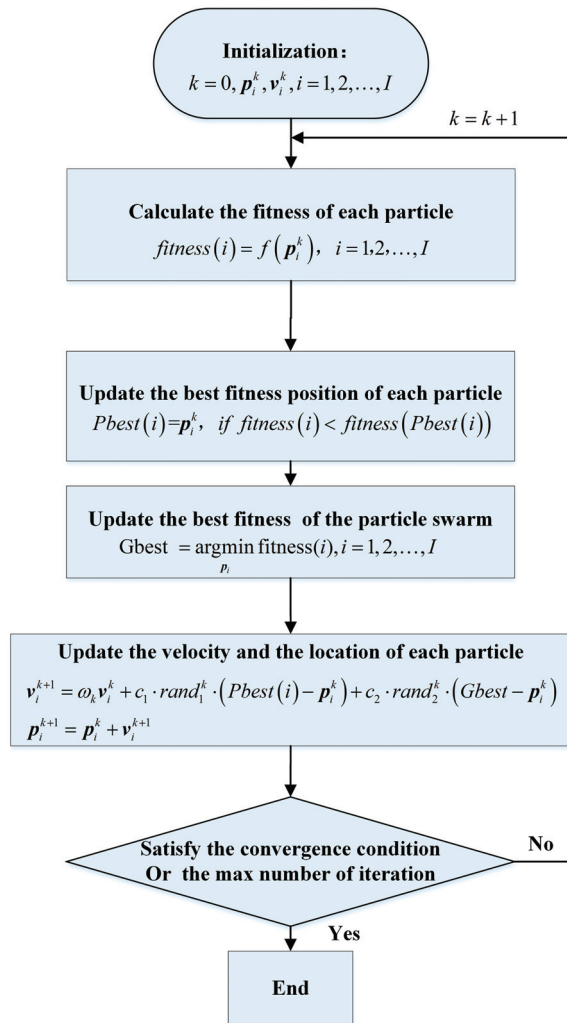 Initialization：
k = 0, p_i^k, v_i^k, i = 1, 2, …, I
k = k+1
Calculate the fitness of each particle
fitness(i) = f(p_i^k), i = 1,2,…,I
Update the best fitness position of each particle
Pbest(i)=p_i^k, if fitness(i) < fitness(Pbest(i))
Update the best fitness of the particle swarm
Gbest = argmin fitness(i), i = 1, 2, …, I
p_i
Update the velocity and the location of each particle
v_i^{k+1} = ω_k v_i^k + c_1 · rand_1^k · (Pbest(i) − p_i^k) + c_2 · rand_2^k · (Gbest − p_i^k)
p_i^{k+1} = p_i^k + v_i^{k+1}
Satisfy the convergence condition
Or the max number of iteration
No
Yes
End